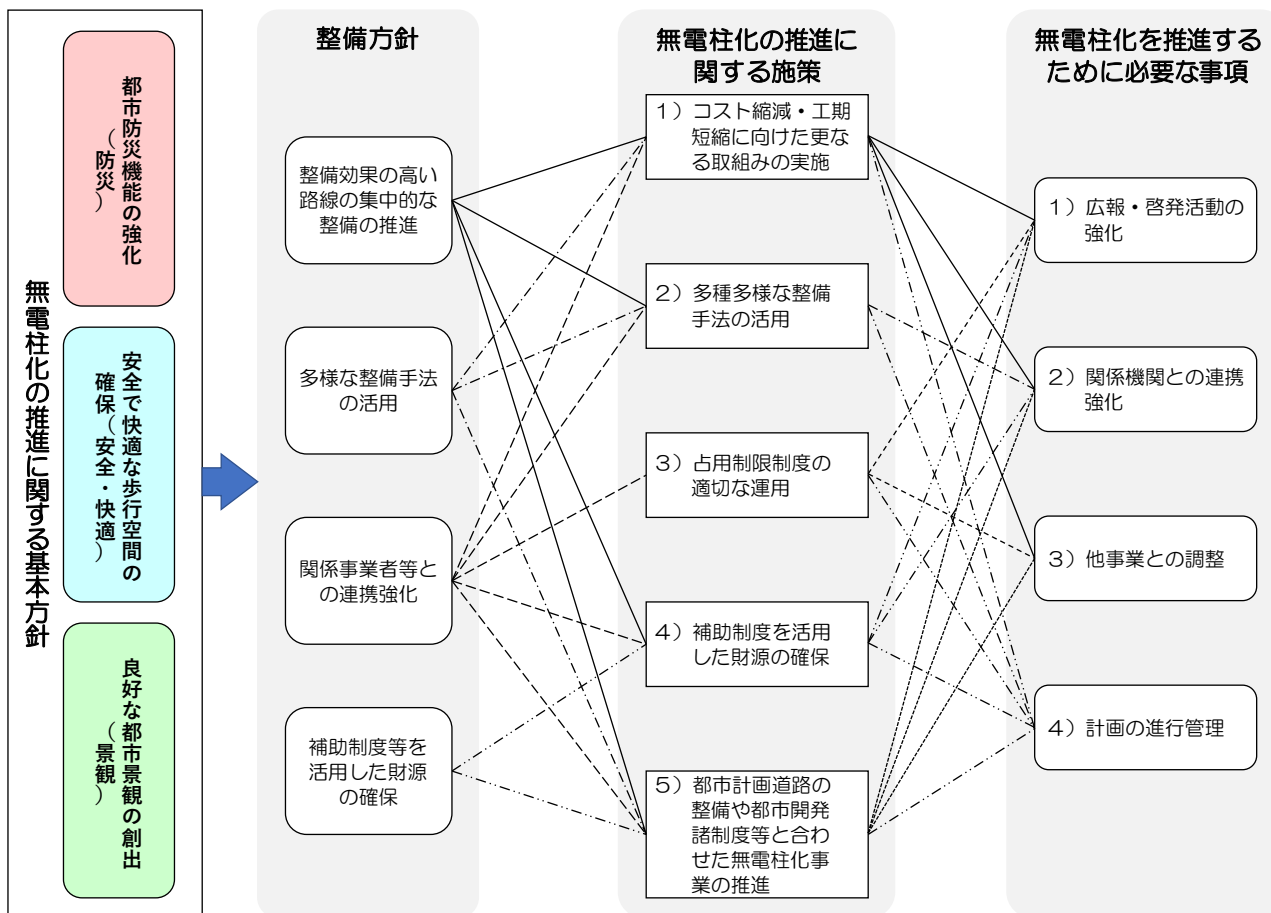 無電柱化の推進に関する基本方針
都市防災機能の強化
（防災）
安全で快適な歩行空間の
確保（安全・快適）
良好な都市景観の創出
（景観）
整備方針
整備効果の高い
路線の集中的な
整備の推進
多様な整備手法
の活用
関係事業者等と
の連携強化
補助制度等を
活用した財源
の確保
無電柱化の推進に
関する施策
１）コスト縮減・工期
短縮に向けた更な
る取組みの実施
２）多種多様な整備
手法の活用
３）占用制限制度の
適切な運用
４）補助制度を活用
した財源の確保
５）都市計画道路の
整備や都市開発
諸制度等と合わ
せた無電柱化事
業の推進
無電柱化を推進する
ために必要な事項
１）広報・啓発活動の
強化
２）関係機関との連携
強化
３）他事業との調整
４）計画の進行管理